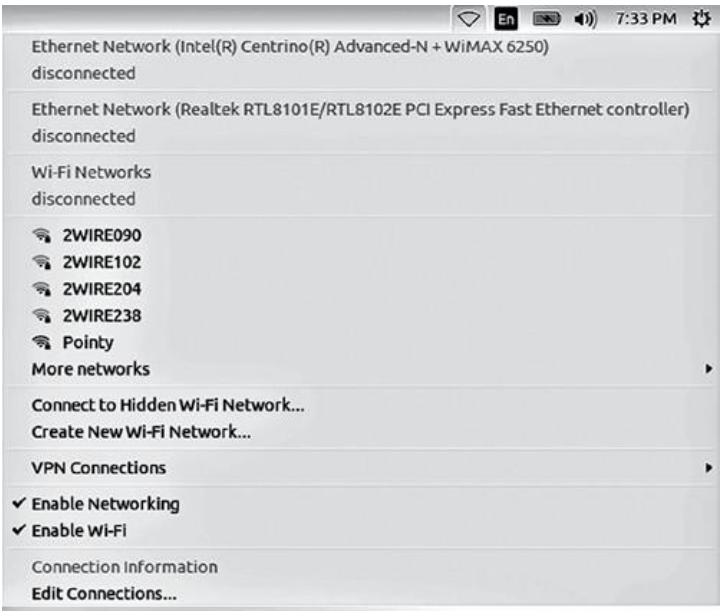 En 7:33 PM
Ethernet Network (Intel(R) Centrino(R) Advanced-N + WiMAX 6250)
disconnected
Ethernet Network (Realtek RTL8101E/RTL8102E PCI Express Fast Ethernet controller)
disconnected
Wi-Fi Networks
disconnected
2WIRE090
2WIRE102
2WIRE204
2WIRE238
Pointy
More networks
Connect to Hidden Wi-Fi Network...
Create New Wi-Fi Network...
VPN Connections
Enable Networking
Enable Wi-Fi
Connection Information
Edit Connections...